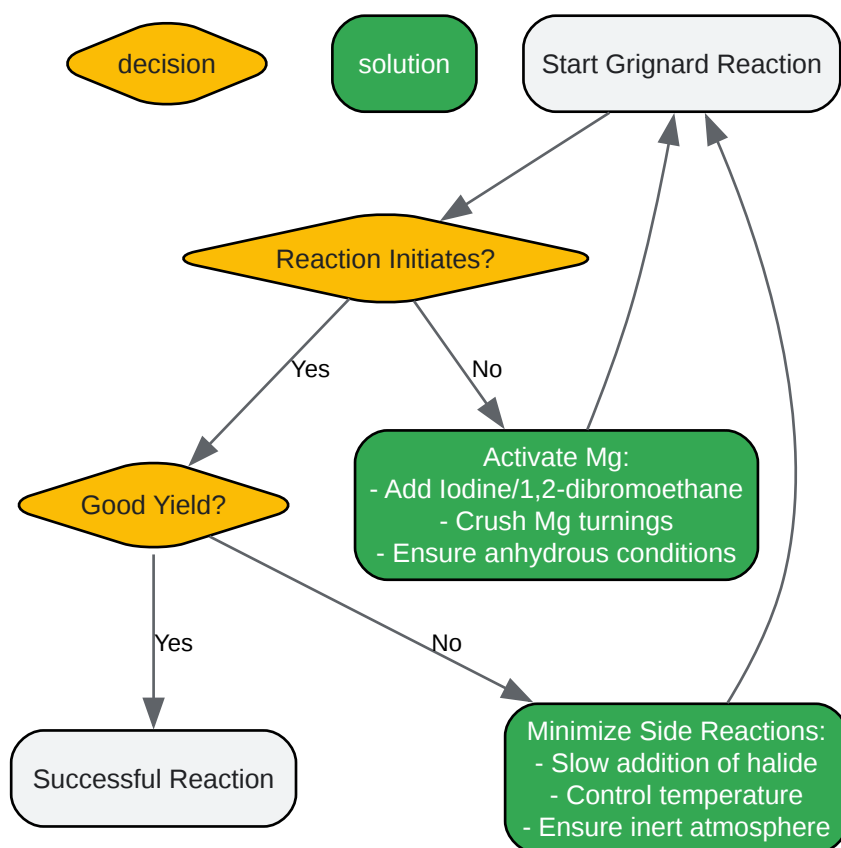 decision
solution
Start Grignard Reaction
Reaction Initiates?
Yes
No
Activate Mg:
- Add Iodine/1,2-dibromoethane
- Crush Mg turnings
- Ensure anhydrous conditions
Good Yield?
Yes
No
Successful Reaction
Minimize Side Reactions:
- Slow addition of halide
- Control temperature
- Ensure inert atmosphere